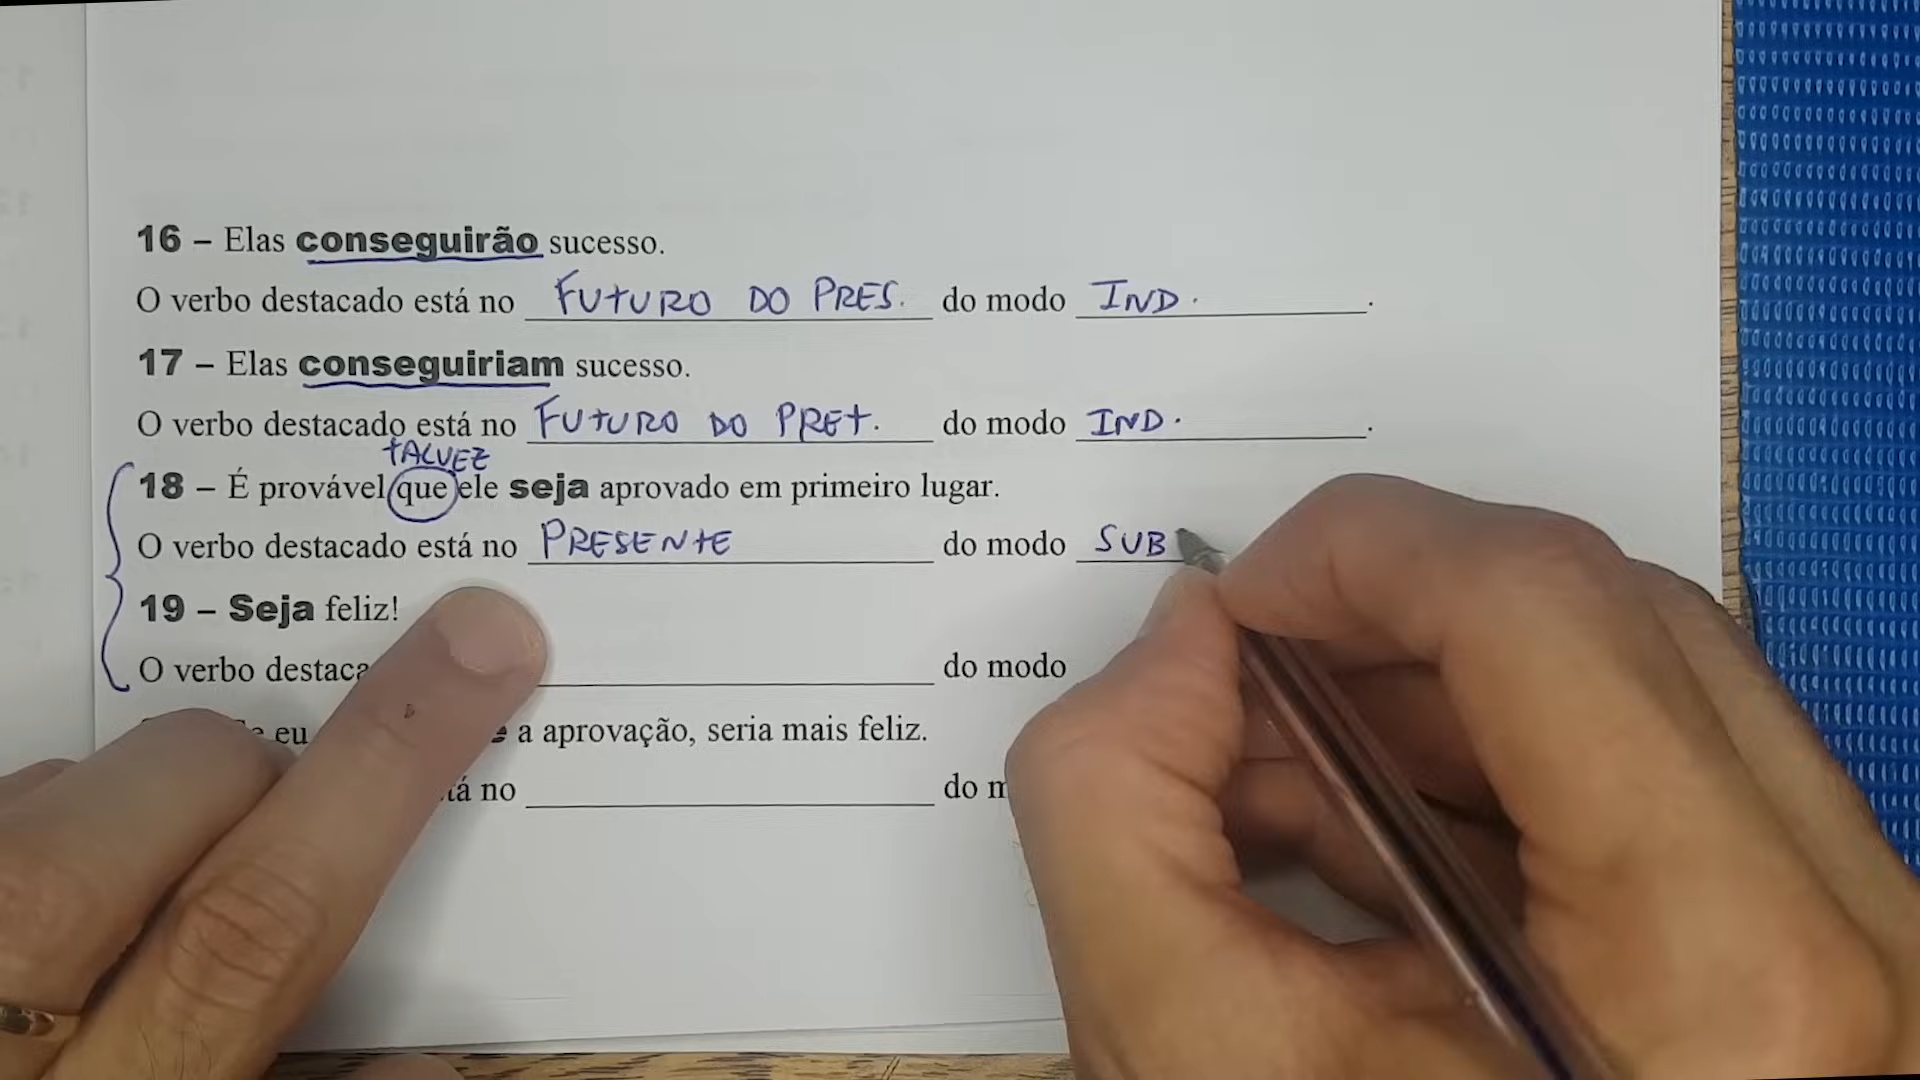 16 – Elas conseguirão sucesso.
O verbo destacado está no FUTURO DO PRES. do modo IND.
17 – Elas conseguiriam sucesso.
O verbo destacado está no FUTURO DO PRET. do modo IND.
TALVEZ
18 – É provável que ele seja aprovado em primeiro lugar.
O verbo destacado está no PRESENTE do modo SUB
19 – Seja feliz!
O verbo do modo
eu a aprovação, seria mais feliz.
no do